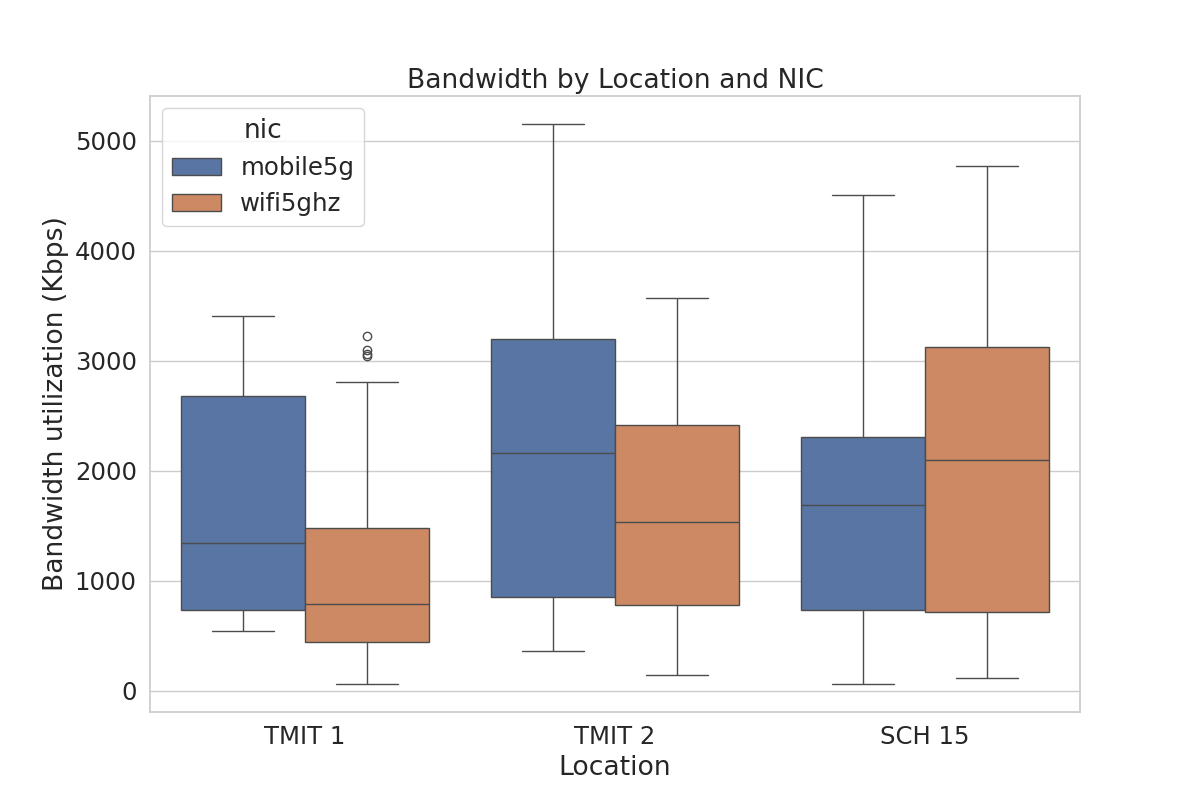 Bandwidth by Location and NIC
nic
mobile5g
wifi5ghz
Bandwidth utilization (Kbps)
5000
4000
3000
2000
1000
0
TMIT 1
TMIT 2
SCH 15
Location